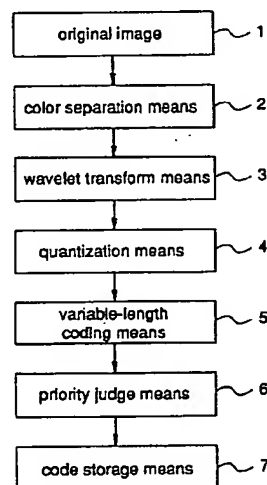 original image 1
color separation means 2
wavelet transform means 3
quantization means 4
variable-length
coding means 5
priority judge means 6
code storage means 7